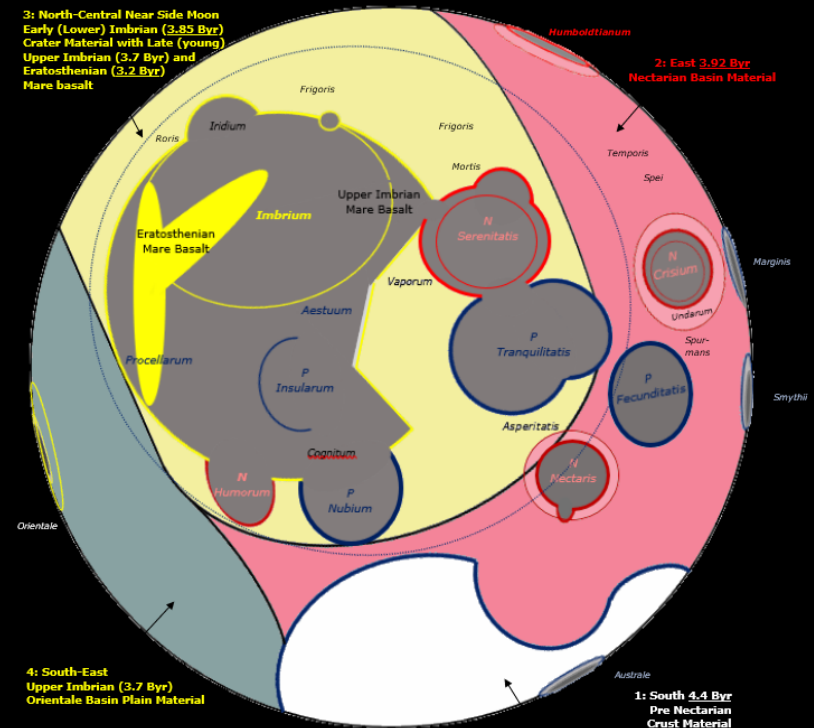 3: North-Central Near Side Moon
Early (Lower) Imbrian (3.85 Byr)
Crater Material with Late (young)
Upper Imbrian (3.7 Byr) and
Eratosthenian (3.2 Byr)
Mare basalt
Humboldtianum
2: East 3.92 Byr
Nectarian Basin Material
Frigoris
Iridium
Roris
Frigoris
Temporis
Mortis
Spei
Upper Imbrian
Mare Basalt
Imbrium
N
Serenitatis
Eratosthenian
Mare Basalt
N
Crisium
Marginis
Vaporum
Aestuum
Undarum
Procellarum
P
Tranquilitatis
Spur-
mans
P
Insularum
P
Fecunditatis
Smythii
Asperitatis
Cognitum
N
Humorum
N
Nectaris
P
Nubium
Orientale
4: South-East
Upper Imbrian (3.7 Byr)
Orientale Basin Plain Material
Australe
1: South 4.4 Byr
Pre Nectarian
Crust Material